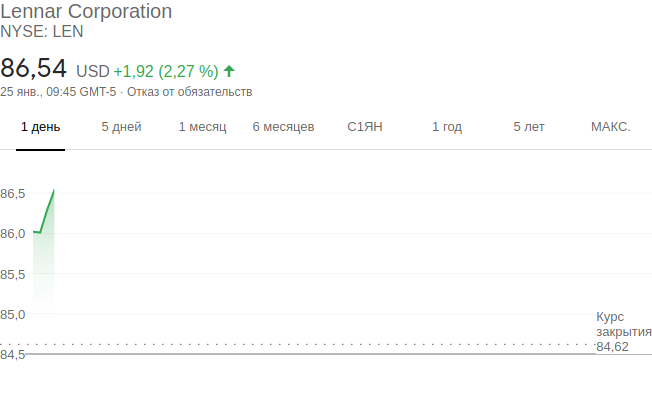 Lennar Corporation
NYSE: LEN
86,54 USD +1,92 (2,27 %)
25 янв., 09:45 GMT-5 · Отказ от обязательств
1 день 5 дней 1 месяц 6 месяцев С1ЯН 1 год 5 лет МАКС.
86,5
86,0
85,5
85,0
Курс
закрытия
84,62
84,5